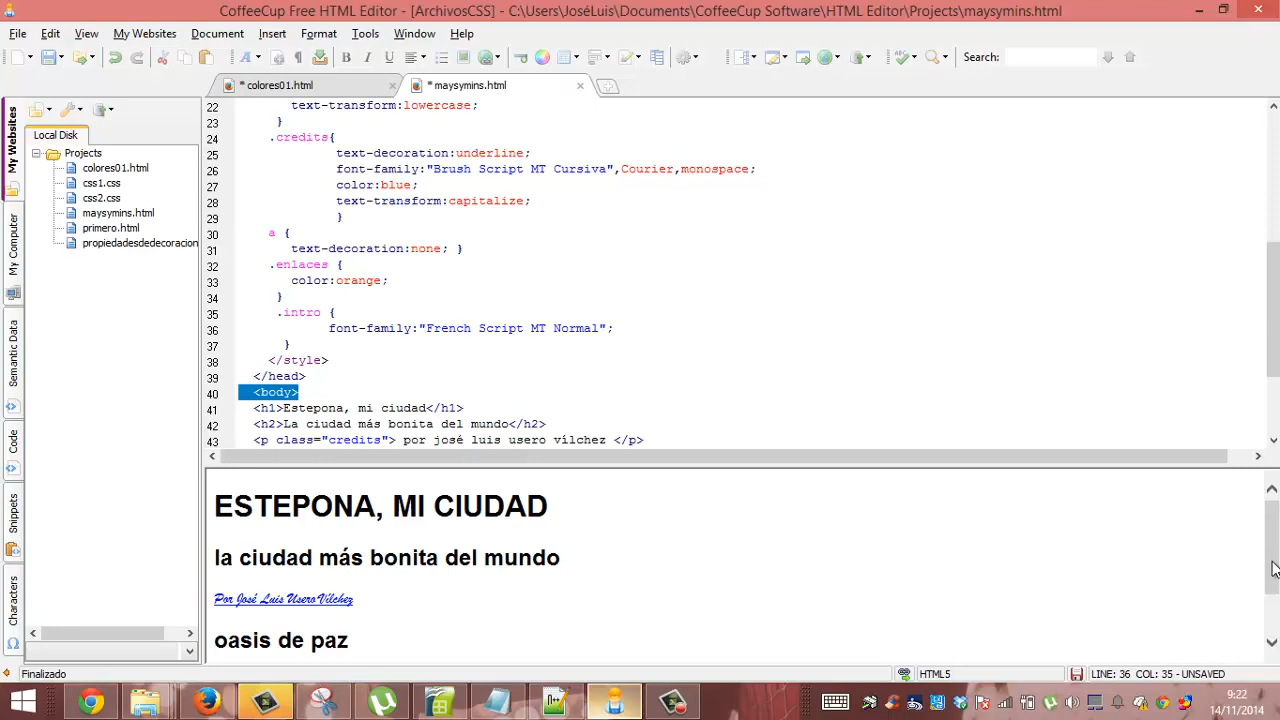 CoffeeCup Free HTML Editor - [ArchivosCSS] - C:\Users\JoséLuis\Documents\CoffeeCup Software\HTML Editor\Projects\maysymins.html
File Edit View My Websites Document Insert Format Tools Window Help
Search:
* colores01.html * maysymins.html
My Websites
My Computer
Semantic Data
Code
Snippets
Characters
Local Disk
Projects
colores01.html
css1.css
css2.css
maysymins.html
primero.html
propiedadesdedecoracion
22 text-transform:lowercase;
23 }
24 .credits{
25 text-decoration:underline;
26 font-family:"Brush Script MT Cursiva",Courier,monospace;
27 color:blue;
28 text-transform:capitalize;
29 }
30 a {
31 text-decoration:none; }
32 .enlaces {
33 color:orange;
34 }
35 .intro {
36 font-family:"French Script MT Normal";
37 }
38 </style>
39 </head>
40 <body>
41 <h1>Estepona, mi ciudad</h1>
42 <h2>La ciudad más bonita del mundo</h2>
43 <p class="credits"> por josé luis usero vílchez </p>
ESTEPONA, MI CIUDAD
la ciudad más bonita del mundo
Por José Luis Usero Vílchez
oasis de paz
Finalizado
HTML5
LINE: 36 COL: 35 - UNSAVED
9:22
14/11/2014